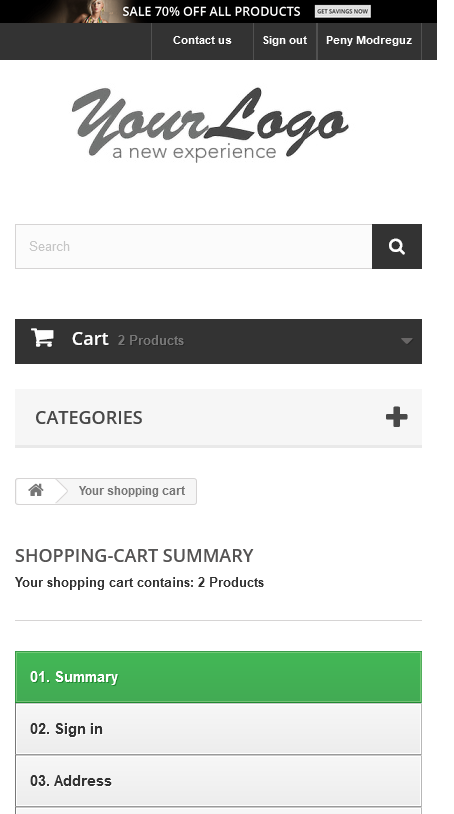 SALE 70% OFF ALL PRODUCTS GET SAVINGS NOW
Contact us Sign out Peny Modreguz
YourLogo
a new experience
Search
Cart 2 Products
CATEGORIES
Your shopping cart
SHOPPING-CART SUMMARY
Your shopping cart contains: 2 Products
01. Summary
02. Sign in
03. Address